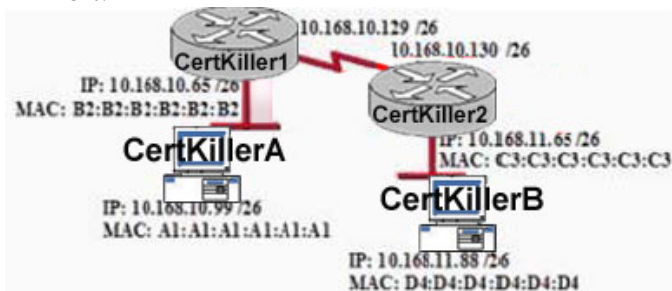 10.168.10.129 /26
CertKiller1
10.168.10.130 /26
IP: 10.168.10.65 /26
MAC: B2:B2:B2:B2:B2:B2
CertKiller2
CertKillerA
IP: 10.168.11.65 /26
MAC: C3:C3:C3:C3:C3:C3
CertKillerB
IP: 10.168.10.99 /26
MAC: A1:A1:A1:A1:A1:A1
IP: 10.168.11.88 /26
MAC: D4:D4:D4:D4:D4:D4